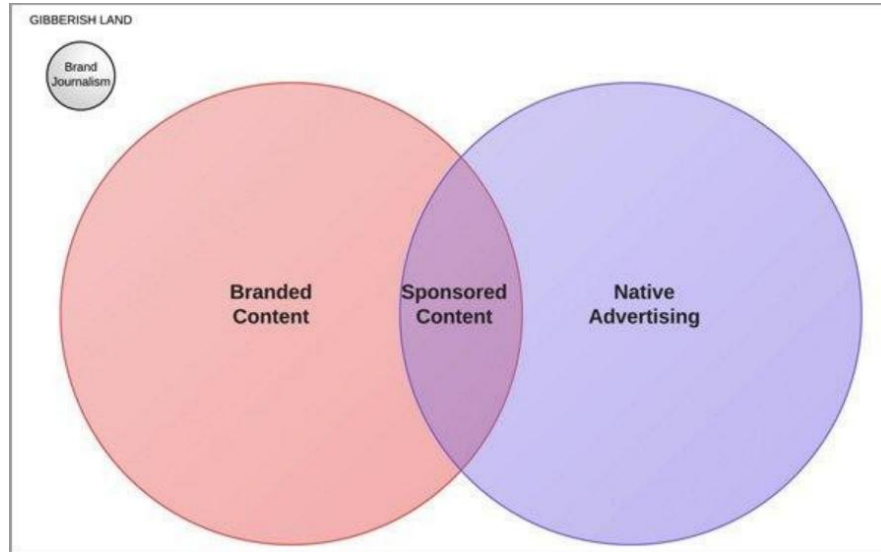 GIBBERISH LAND
Brand
Journalism
Branded
Content
Sponsored
Content
Native
Advertising